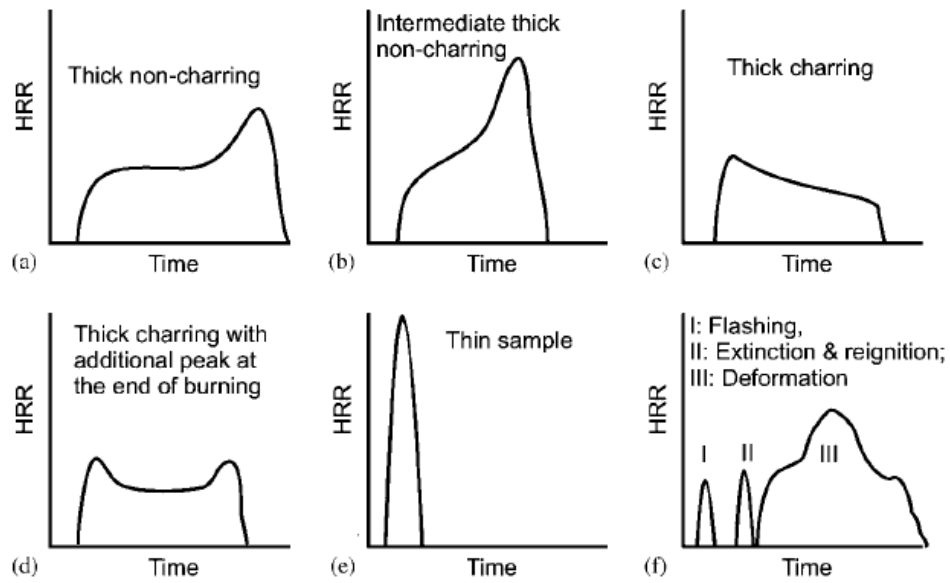 Thick non-charring
HRR
(a)
Time
Intermediate thick
non-charring
HRR
(b)
Time
Thick charring
HRR
(c)
Time
Thick charring with
additional peak at
the end of burning
HRR
(d)
Time
Thin sample
HRR
(e)
Time
I: Flashing,
II: Extinction & reignition;
III: Deformation
HRR
I
II
III
(f)
Time